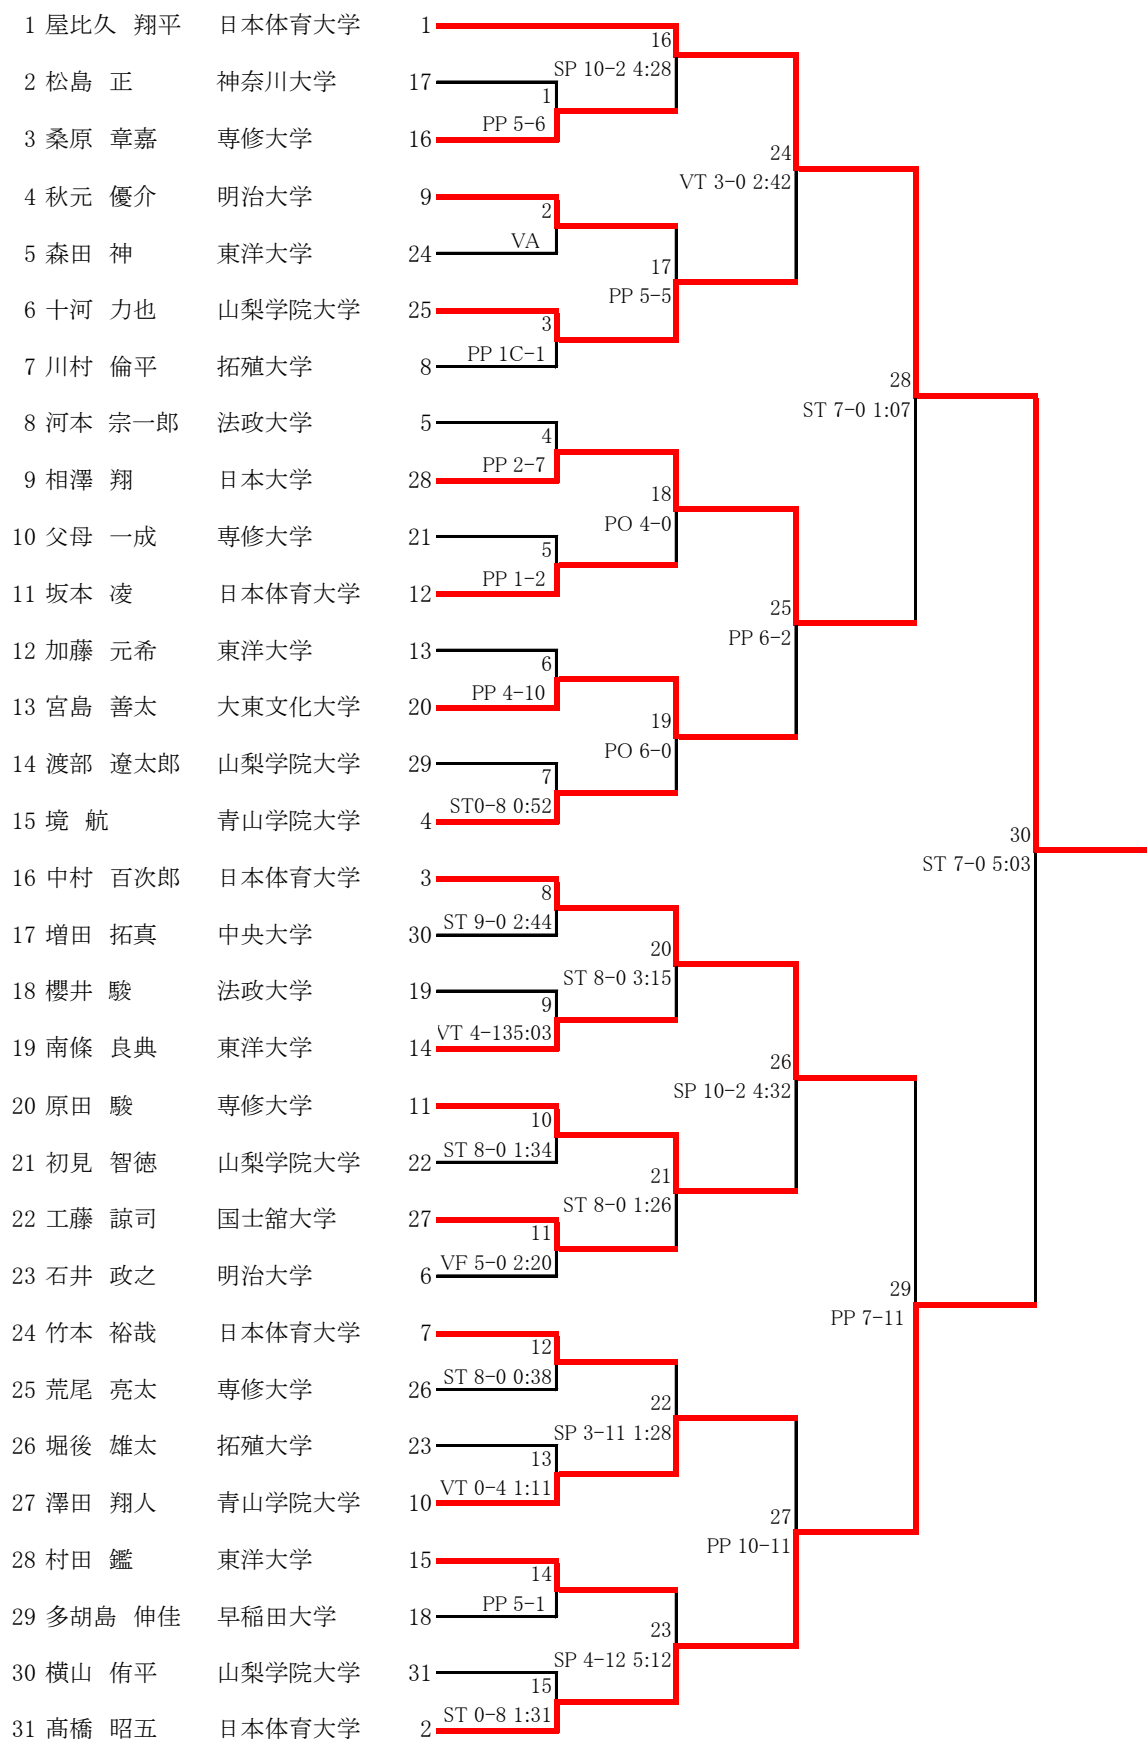 1 屋比久 翔平 日本体育大学 1
16
SP 10-2 4:28
2 松島 正 神奈川大学 17
1
PP 5-6
3 桑原 章嘉 専修大学 16
24
VT 3-0 2:42
4 秋元 優介 明治大学 9
2
VA
5 森田 神 東洋大学 24
17
PP 5-5
6 十河 力也 山梨学院大学 25
3
PP 1C-1
7 川村 倫平 拓殖大学 8
28
ST 7-0 1:07
8 河本 宗一郎 法政大学 5
4
PP 2-7
9 相澤 翔 日本大学 28
18
PO 4-0
10 父母 一成 専修大学 21
5
PP 1-2
11 坂本 凌 日本体育大学 12
25
PP 6-2
12 加藤 元希 東洋大学 13
6
PP 4-10
13 宮島 善太 大東文化大学 20
19
PO 6-0
14 渡部 遼太郎 山梨学院大学 29
7
ST0-8 0:52
15 境 航 青山学院大学 4
30
ST 7-0 5:03
16 中村 百次郎 日本体育大学 3
8
ST 9-0 2:44
17 増田 拓真 中央大学 30
20
ST 8-0 3:15
18 櫻井 駿 法政大学 19
9
VT 4-135:03
19 南條 良典 東洋大学 14
26
SP 10-2 4:32
20 原田 駿 専修大学 11
10
ST 8-0 1:34
21 初見 智徳 山梨学院大学 22
21
ST 8-0 1:26
22 工藤 諒司 国士舘大学 27
11
VF 5-0 2:20
23 石井 政之 明治大学 6
29
PP 7-11
24 竹本 裕哉 日本体育大学 7
12
ST 8-0 0:38
25 荒尾 亮太 専修大学 26
22
SP 3-11 1:28
26 堀後 雄太 拓殖大学 23
13
VT 0-4 1:11
27 澤田 翔人 青山学院大学 10
27
PP 10-11
28 村田 鑑 東洋大学 15
14
PP 5-1
29 多胡島 伸佳 早稲田大学 18
23
SP 4-12 5:12
30 横山 侑平 山梨学院大学 31
15
ST 0-8 1:31
31 髙橋 昭五 日本体育大学 2